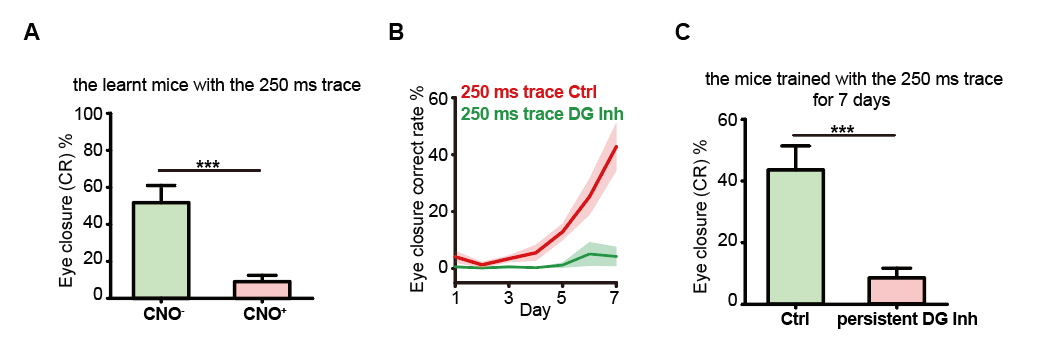 A
the learnt mice with the 250 ms trace
Eye closure (CR) %
100
80
60
40
20
0
***
CNO-
CNO+
B
Eye closure correct rate %
60
40
20
0
250 ms trace Ctrl
250 ms trace DG Inh
1
3
5
7
Day
C
the mice trained with the 250 ms trace
for 7 days
Eye closure (CR) %
60
40
20
0
***
Ctrl
persistent DG Inh